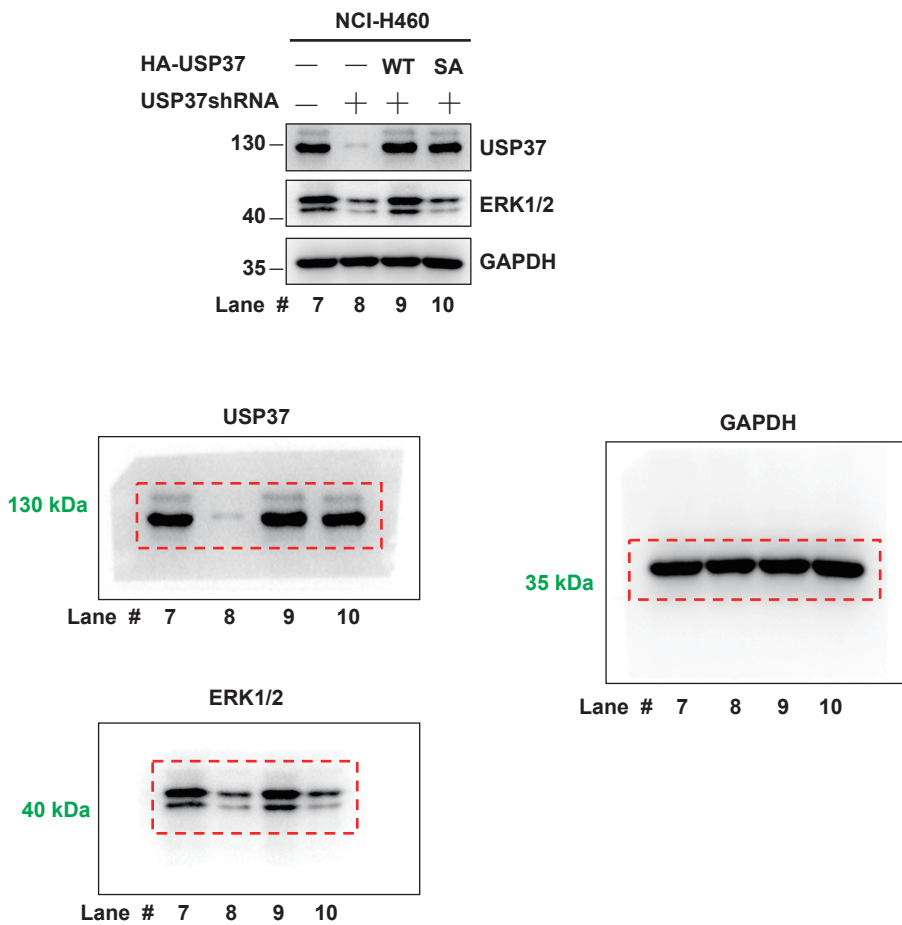 NCI-H460
HA-USP37 — — WT SA
USP37shRNA — + + +
130 USP37
40 ERK1/2
35 GAPDH
Lane # 7 8 9 10
USP37
130 kDa
Lane # 7 8 9 10
GAPDH
35 kDa
Lane # 7 8 9 10
ERK1/2
40 kDa
Lane # 7 8 9 10